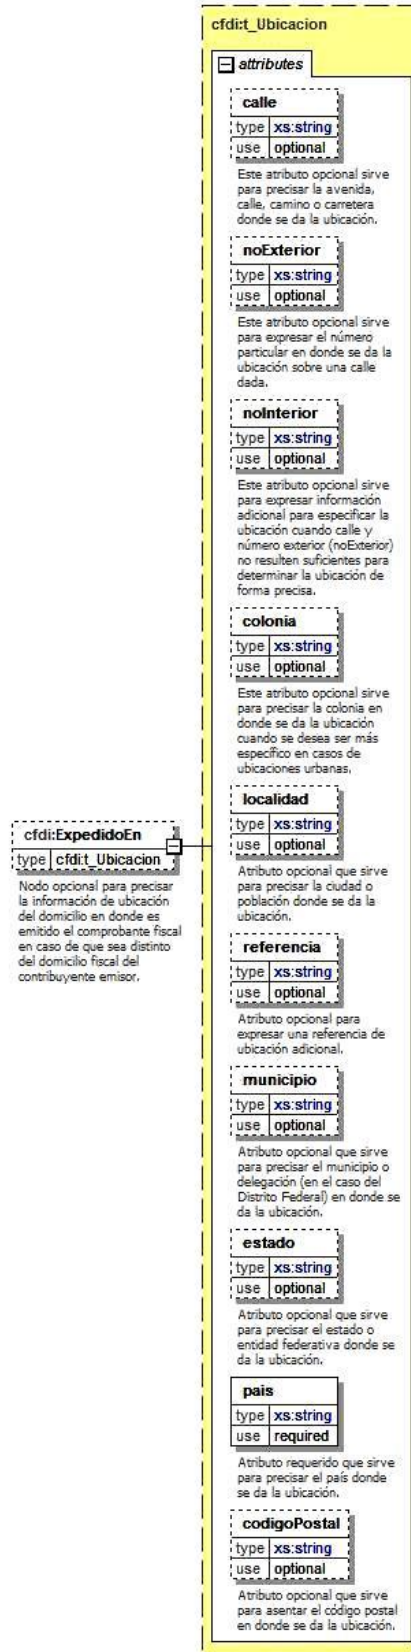 cfdi:t_Ubicacion
attributes
calle
type xs:string
use optional
Este atributo opcional sirve
para precisar la avenida,
calle, camino o carretera
donde se da la ubicación.
noExterior
type xs:string
use optional
Este atributo opcional sirve
para expresar el número
particular en donde se da la
ubicación sobre una calle
dada.
noInterior
type xs:string
use optional
Este atributo opcional sirve
para expresar información
adicional para especificar la
ubicación cuando calle y
número exterior (noExterior)
no resulten suficientes para
determinar la ubicación de
forma precisa.
colonia
type xs:string
use optional
Este atributo opcional sirve
para precisar la colonia en
donde se da la ubicación
cuando se desea ser más
específico en casos de
ubicaciones urbanas.
cfdi:ExpedidoEn
type cfdi:t_Ubicacion
Nodo opcional para precisar
la información de ubicación
del domicilio en donde es
emitido el comprobante fiscal
en caso de que sea distinto
del domicilio fiscal del
contribuyente emisor.
localidad
type xs:string
use optional
Atributo opcional que sirve
para precisar la ciudad o
población donde se da la
ubicación.
referencia
type xs:string
use optional
Atributo opcional para
expresar una referencia de
ubicación adicional.
municipio
type xs:string
use optional
Atributo opcional que sirve
para precisar el municipio o
delegación (en el caso del
Distrito Federal) en donde se
da la ubicación.
estado
type xs:string
use optional
Atributo opcional que sirve
para precisar el estado o
entidad federativa donde se
da la ubicación.
pais
type xs:string
use required
Atributo requerido que sirve
para precisar el país donde
se da la ubicación.
codigoPostal
type xs:string
use optional
Atributo opcional que sirve
para asentar el código postal
en donde se da la ubicación.